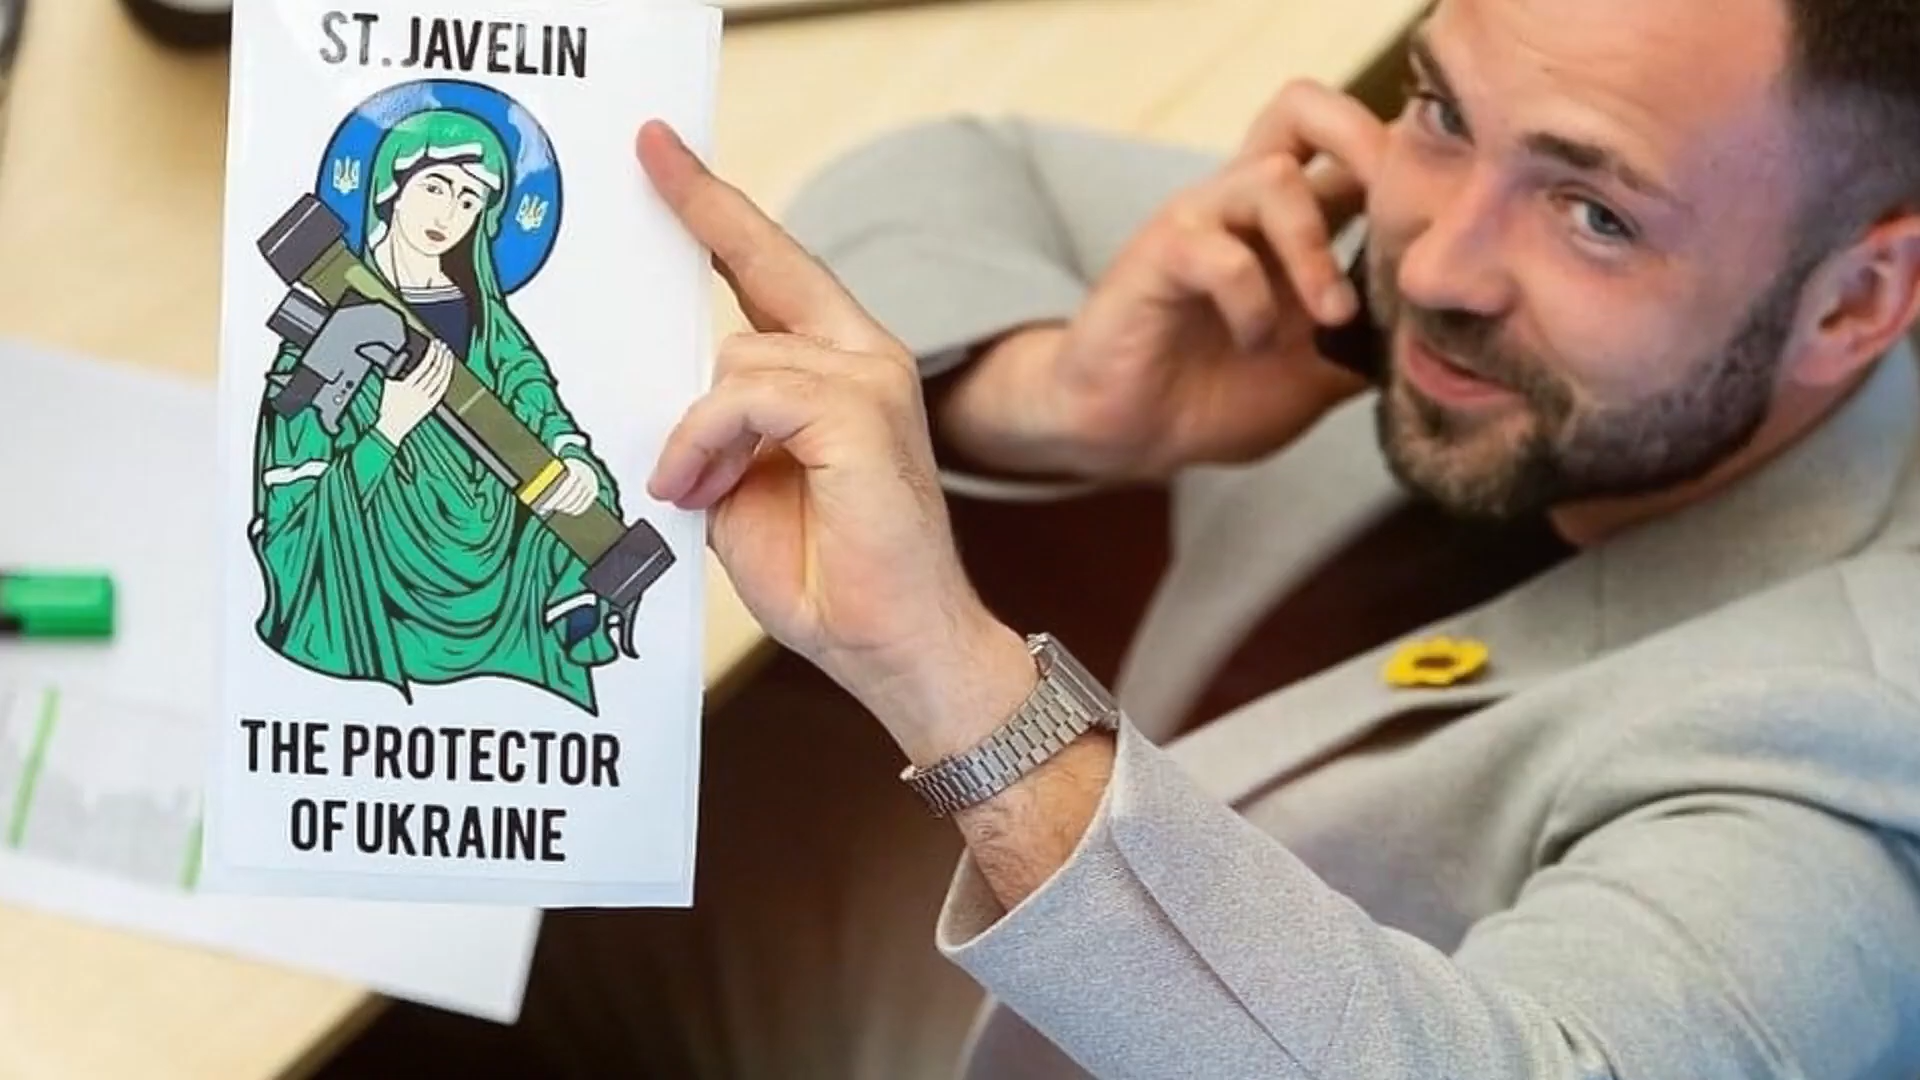 ST. JAVELIN
THE PROTECTOR
OF UKRAINE